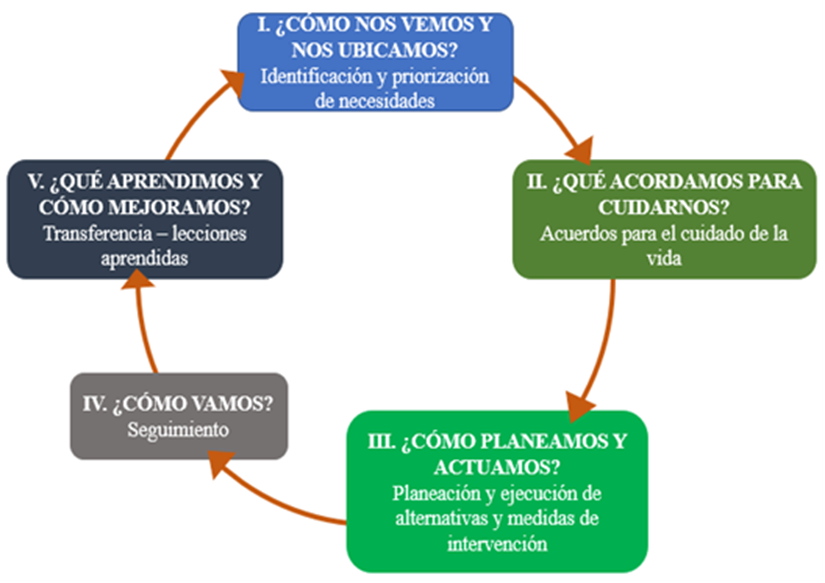 I. ¿CÓMO NOS VEMOS Y
NOS UBICAMOS?
Identificación y priorización
de necesidades
II. ¿QUÉ ACORDAMOS PARA
CUIDARNOS?
Acuerdos para el cuidado de la
vida
III. ¿CÓMO PLANEAMOS Y
ACTUAMOS?
Planeación y ejecución de
alternativas y medidas de
intervención
IV. ¿CÓMO VAMOS?
Seguimiento
V. ¿QUÉ APRENDIMOS Y
CÓMO MEJORAMOS?
Transferencia – lecciones
aprendidas